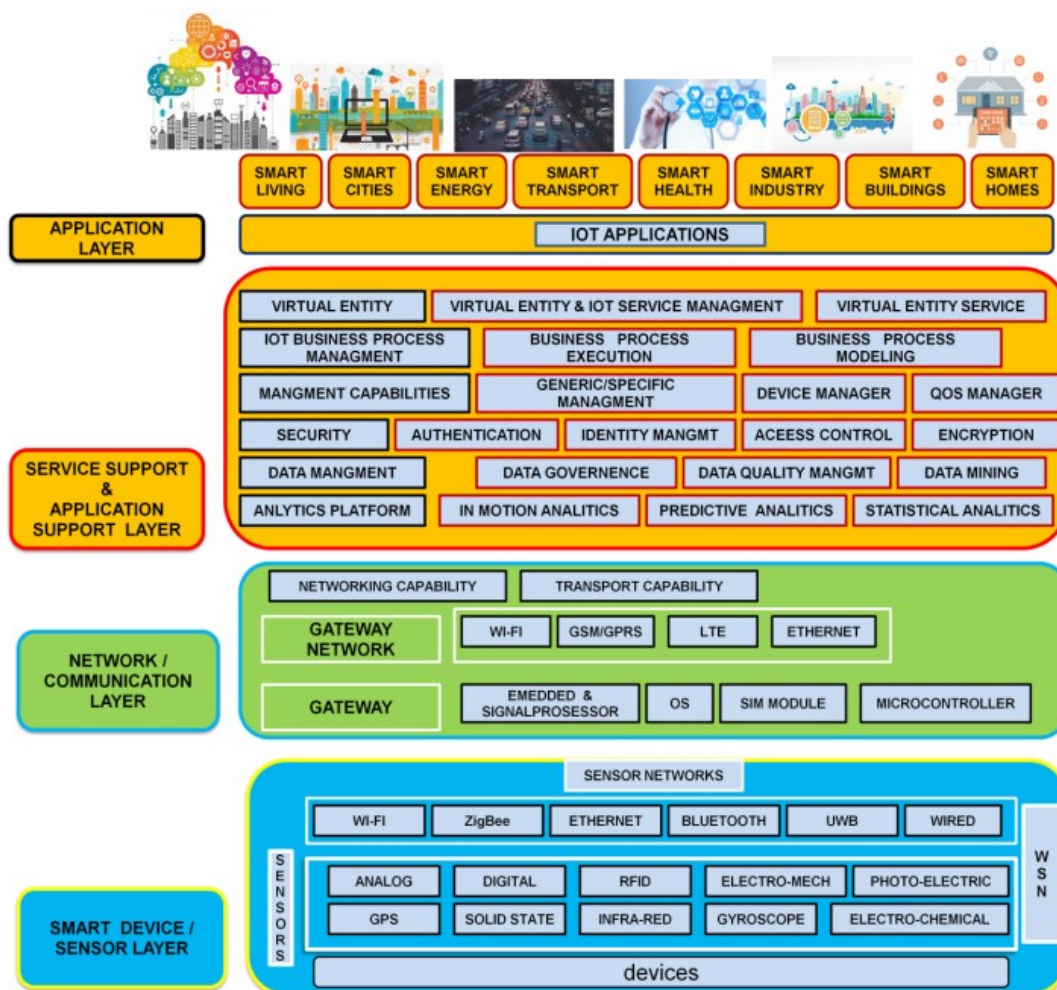 SMART LIVING
SMART CITIES
SMART ENERGY
SMART TRANSPORT
SMART HEALTH
SMART INDUSTRY
SMART BUILDINGS
SMART HOMES
APPLICATION
LAYER
IOT APPLICATIONS
SERVICE SUPPORT
&
APPLICATION
SUPPORT LAYER
VIRTUAL ENTITY
VIRTUAL ENTITY & IOT SERVICE MANAGMENT
VIRTUAL ENTITY SERVICE
IOT BUSINESS PROCESS
MANAGMENT
BUSINESS PROCESS
EXECUTION
BUSINESS PROCESS
MODELING
MANGMENT CAPABILITIES
GENERIC/SPECIFIC
MANAGMENT
DEVICE MANAGER
QOS MANAGER
SECURITY
AUTHENTICATION
IDENTITY MANGMT
ACEESS CONTROL
ENCRYPTION
DATA MANGMENT
DATA GOVERNENCE
DATA QUALITY MANGMT
DATA MINING
ANLYTICS PLATFORM
IN MOTION ANALITICS
PREDICTIVE ANALITICS
STATISTICAL ANALITICS
NETWORK /
COMMUNICATION
LAYER
NETWORKING CAPABILITY
TRANSPORT CAPABILITY
GATEWAY
NETWORK
WI-FI
GSM/GPRS
LTE
ETHERNET
GATEWAY
EMEDDED &
SIGNALPROSESSOR
OS
SIM MODULE
MICROCONTROLLER
SMART DEVICE /
SENSOR LAYER
SENSOR NETWORKS
WI-FI
ZigBee
ETHERNET
BLUETOOTH
UWB
WIRED
SENSORS
ANALOG
DIGITAL
RFID
ELECTRO-MECH
PHOTO-ELECTRIC
GPS
SOLID STATE
INFRA-RED
GYROSCOPE
ELECTRO-CHEMICAL
WSN
devices